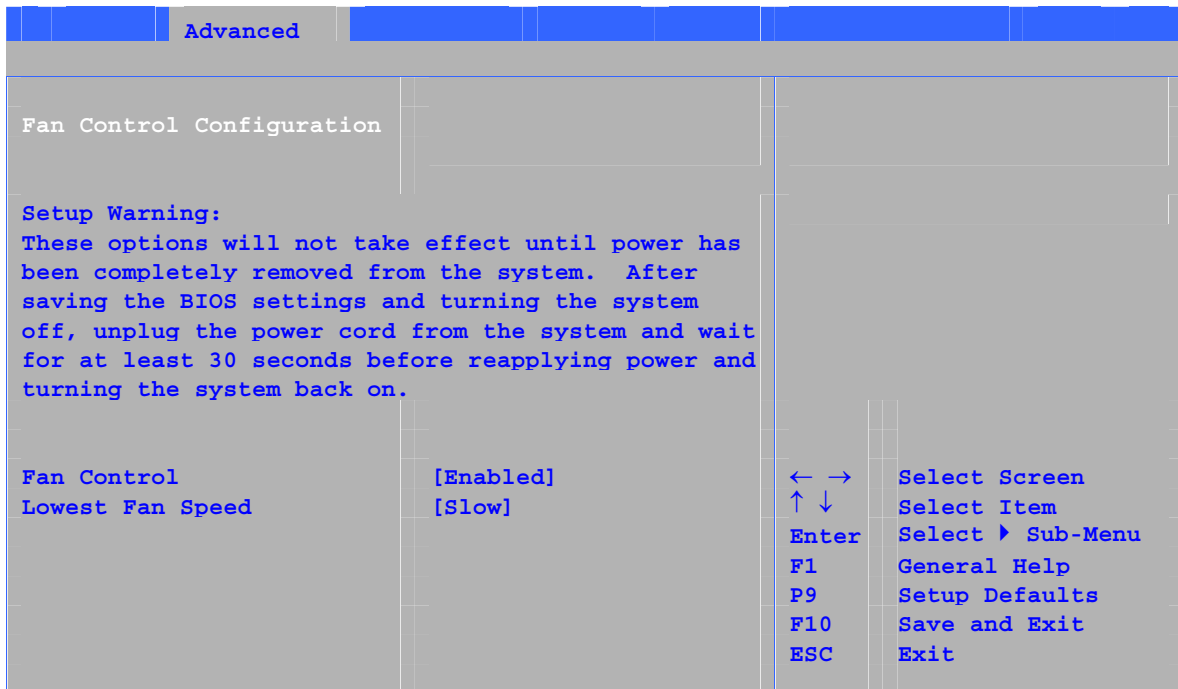 Advanced
Fan Control Configuration
Setup Warning:
These options will not take effect until power has
been completely removed from the system.  After
saving the BIOS settings and turning the system
off, unplug the power cord from the system and wait
for at least 30 seconds before reapplying power and
turning the system back on.
Fan Control [Enabled]
Lowest Fan Speed [Slow]
← → Select Screen
↑ ↓ Select Item
Enter Select ▶ Sub-Menu
F1 General Help
P9 Setup Defaults
F10 Save and Exit
ESC Exit